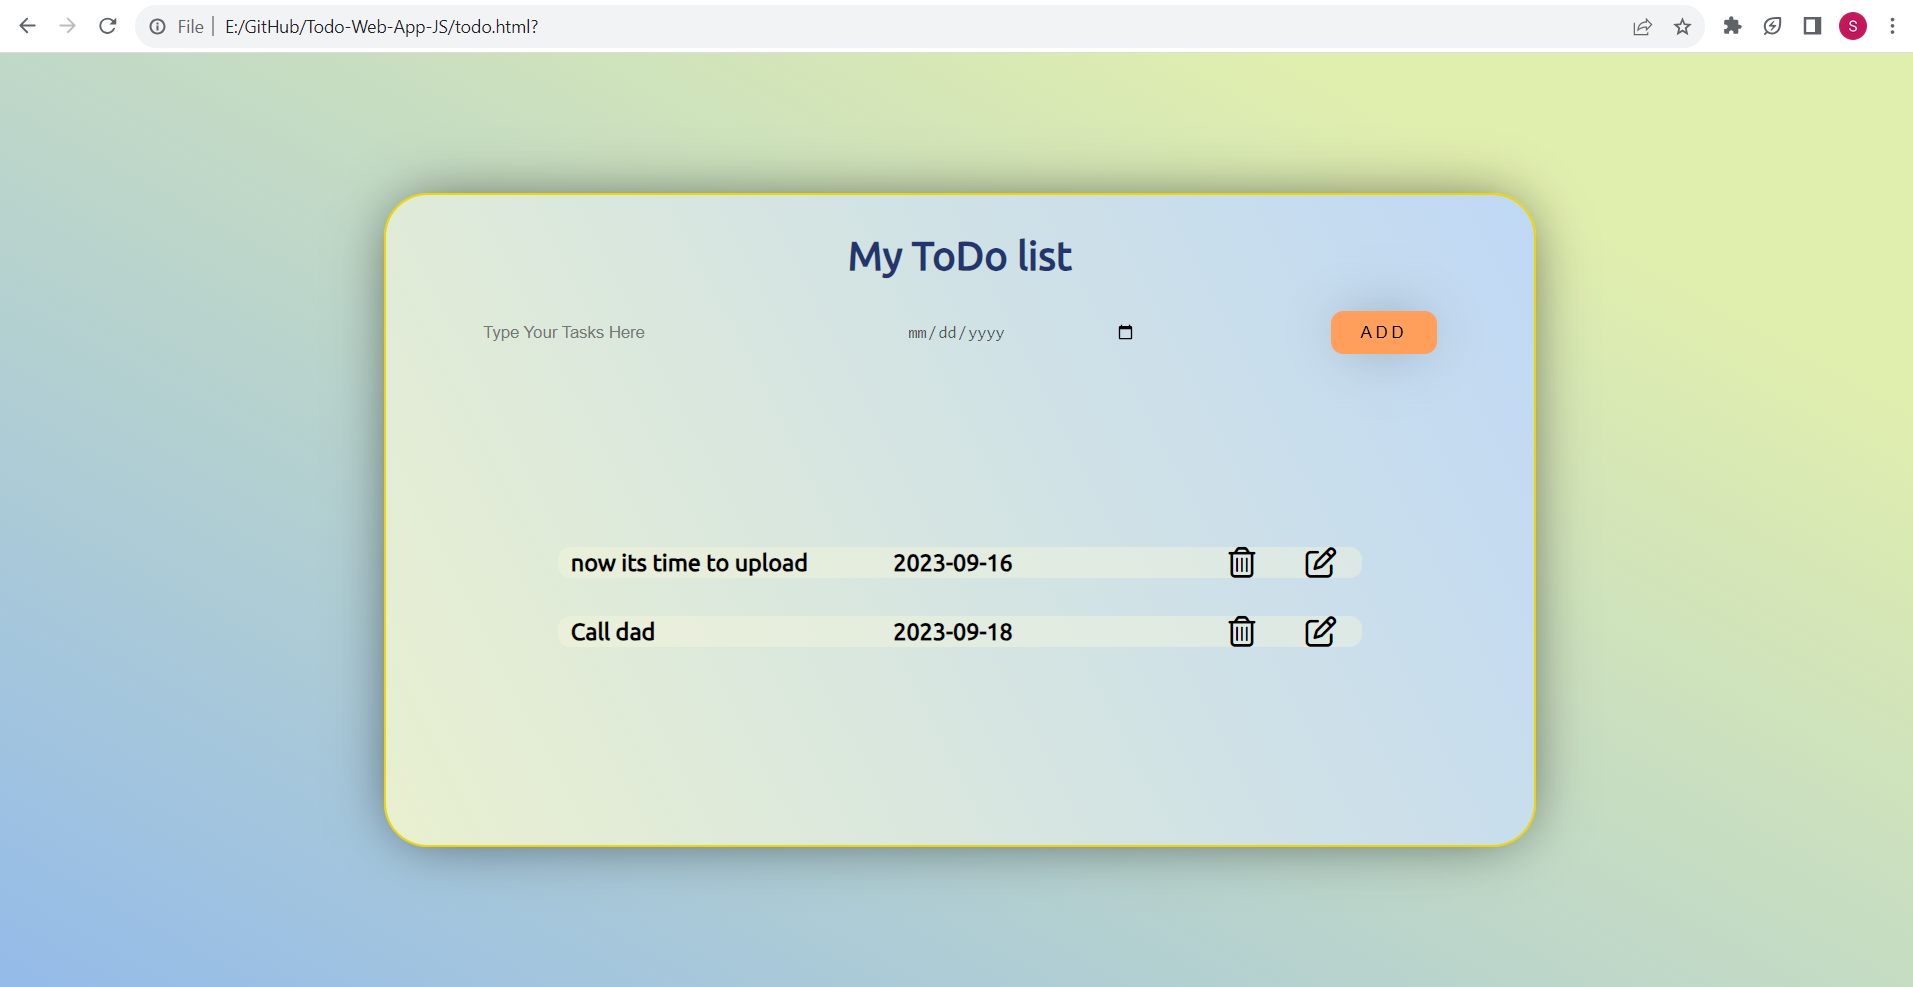 File E:/GitHub/Todo-Web-App-JS/todo.html?
S
My ToDo list
Type Your Tasks Here mm/dd/yyyy ADD
now its time to upload 2023-09-16
Call dad 2023-09-18